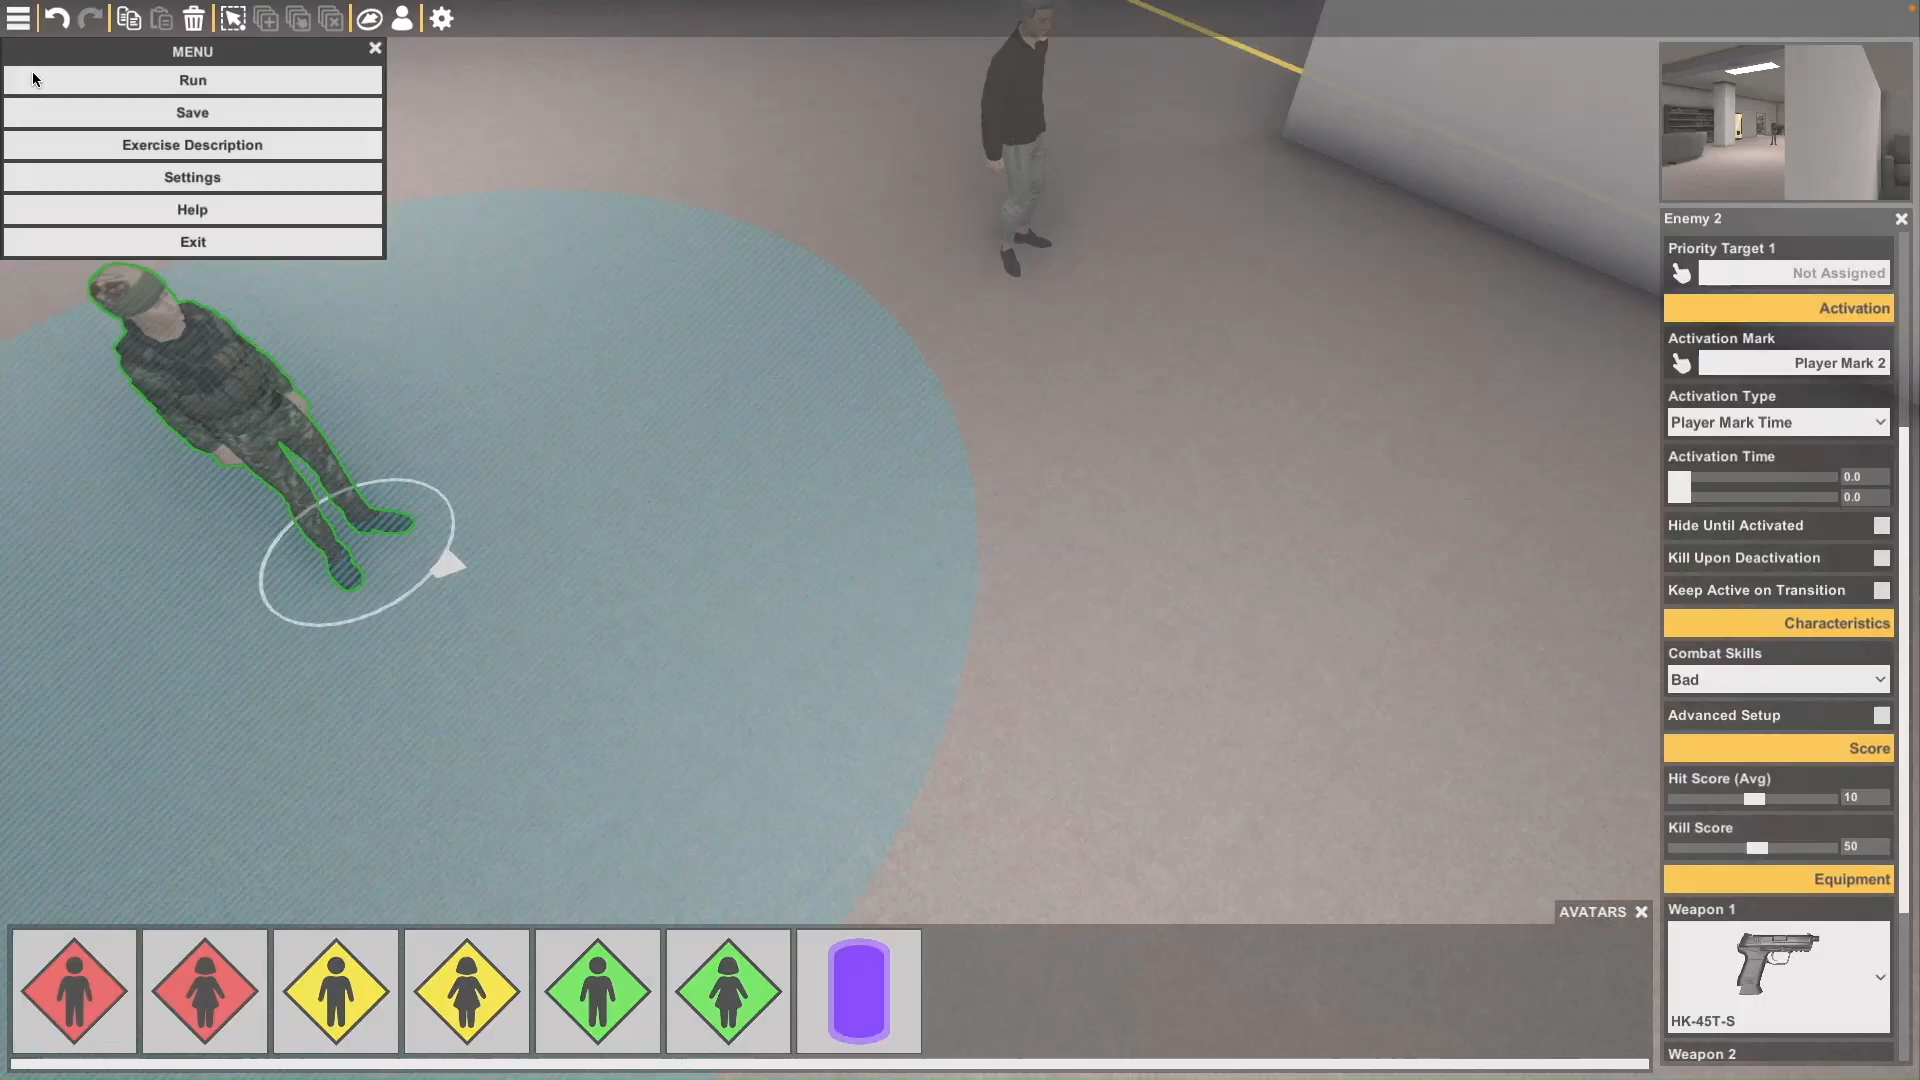 MENU
Run
Save
Exercise Description
Settings
Help
Exit
Enemy 2
Priority Target 1
Not Assigned
Activation
Activation Mark
Player Mark 2
Activation Type
Player Mark Time
Activation Time
0.0
0.0
Hide Until Activated
Kill Upon Deactivation
Keep Active on Transition
Characteristics
Combat Skills
Bad
Advanced Setup
Score
Hit Score (Avg)
10
Kill Score
50
Equipment
Weapon 1
HK-45T-S
Weapon 2
AVATARS